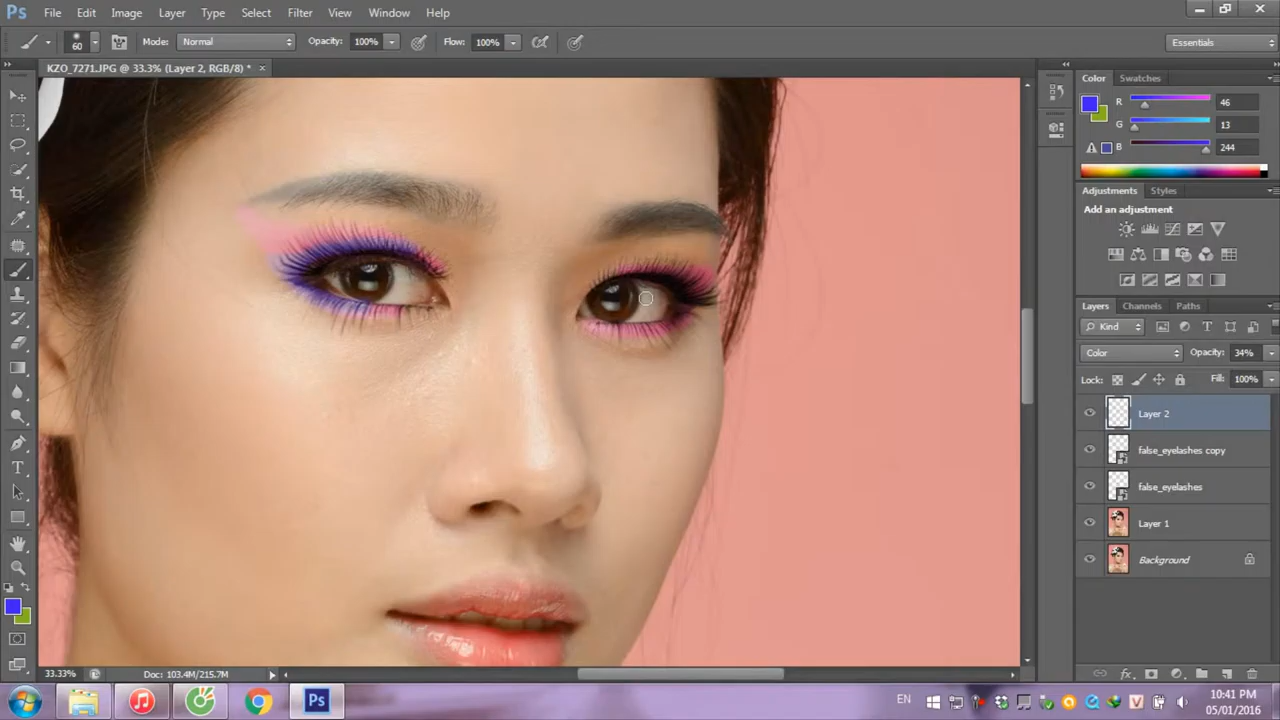 Ps File Edit Image Layer Type Select Filter View Window Help
60 Mode: Normal Opacity: 100% Flow: 100% Essentials
KZO_7271.JPG @ 33.3% (Layer 2, RGB/8) *
Color Swatches
R 46
G 13
B 244
Adjustments Styles
Add an adjustment
Layers Channels Paths
Kind
Color Opacity: 34%
Lock: Fill: 100%
Layer 2
false_eyelashes copy
false_eyelashes
Layer 1
Background
33.33% Doc: 103.4M/215.7M
Ps EN V 10:41 PM
05/01/2016